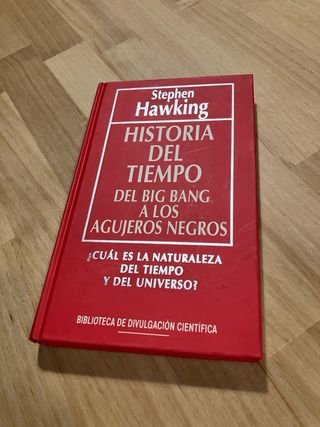 Stephen
Hawking
HISTORIA
DEL
TIEMPO
DEL BIG BANG
A LOS
AGUJEROS NEGROS
¿CUÁL ES LA NATURALEZA
DEL TIEMPO
Y DEL UNIVERSO?
BIBLIOTECA DE DIVULGACIÓN CIENTÍFICA